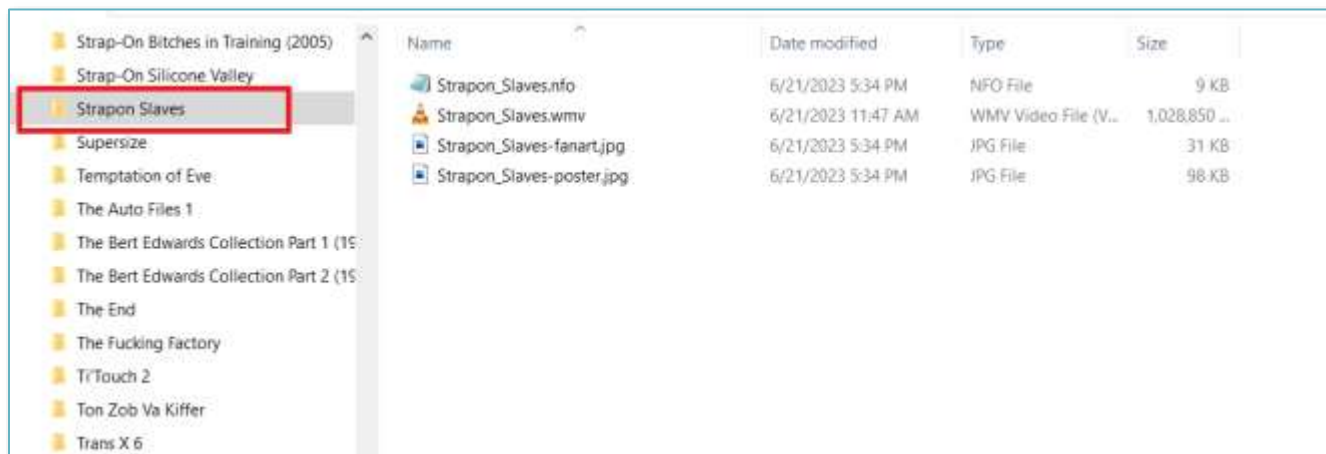 Strap-On Bitches in Training (2005)
Strap-On Silicone Valley
Strapon Slaves
Supersize
Temptation of Eve
The Auto Files 1
The Bert Edwards Collection Part 1 (19
The Bert Edwards Collection Part 2 (19
The End
The Fucking Factory
Ti'Touch 2
Ton Zob Va Kiffer
Trans X 6
Name Date modified Type Size
Strapon_Slaves.nfo 6/21/2023 5:34 PM NFO File 9 KB
Strapon_Slaves.wmv 6/21/2023 11:47 AM WMV Video File (V... 1,028,850 ...
Strapon_Slaves-fanart.jpg 6/21/2023 5:34 PM JPG File 31 KB
Strapon_Slaves-poster.jpg 6/21/2023 5:34 PM JPG File 98 KB